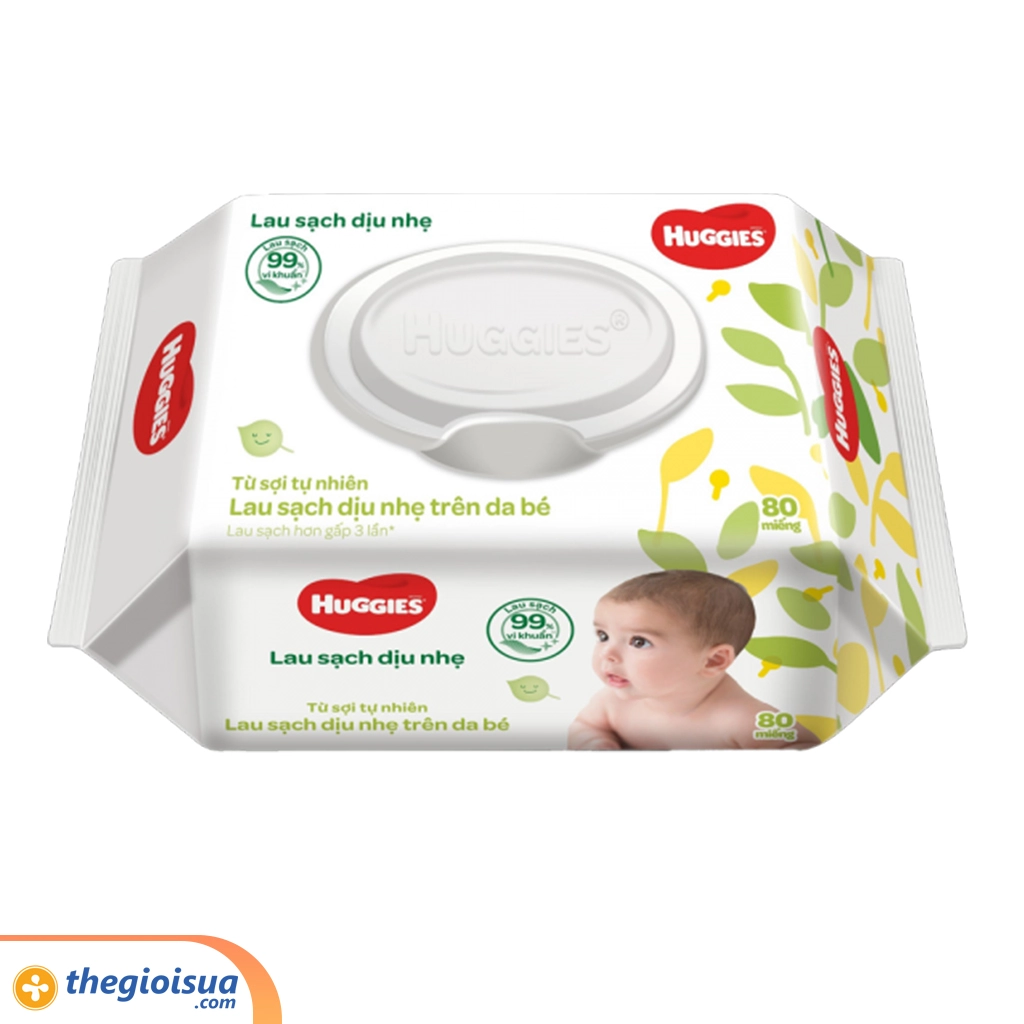 Lau sạch dịu nhẹ
HUGGIES
Lau sạch
99%
vi khuẩn
HUGGIES®
HUGGIES
HUGGIES
Từ sợi tự nhiên
Lau sạch dịu nhẹ trên da bé
Lau sạch hơn gấp 3 lần*
80
miếng
HUGGIES
Lau sạch
99%
vi khuẩn
Lau sạch dịu nhẹ
Từ sợi tự nhiên
Lau sạch dịu nhẹ trên da bé
80
miếng
thegioisua
.com